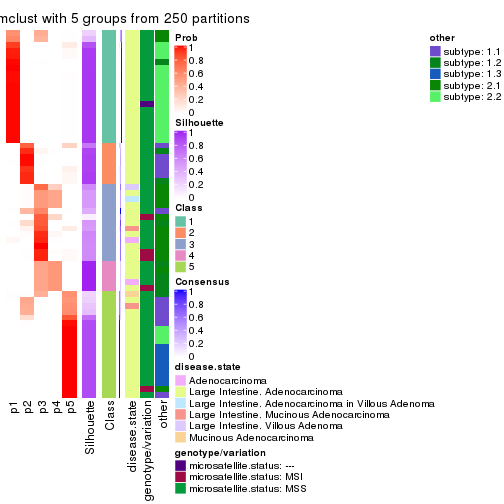 mclust with 5 groups from 250 partitions
Prob
1
0.8
0.6
0.4
0.2
0
Silhouette
1
0.8
0.6
0.4
0.2
0
Class
1
2
3
4
5
Consensus
1
0.8
0.6
0.4
0.2
0
disease.state
Adenocarcinoma
Large Intestine. Adenocarcinoma
Large Intestine. Adenocarcinoma in Villous Adenoma
Large Intestine. Mucinous Adenocarcinoma
Large Intestine. Villous Adenoma
Mucinous Adenocarcinoma
genotype/variation
microsatellite.status: ---
microsatellite.status: MSI
microsatellite.status: MSS
other
subtype: 1.1
subtype: 1.2
subtype: 1.3
subtype: 2.1
subtype: 2.2
p1
p2
p3
p4
p5
Silhouette
Class
disease.state
genotype/variation
other